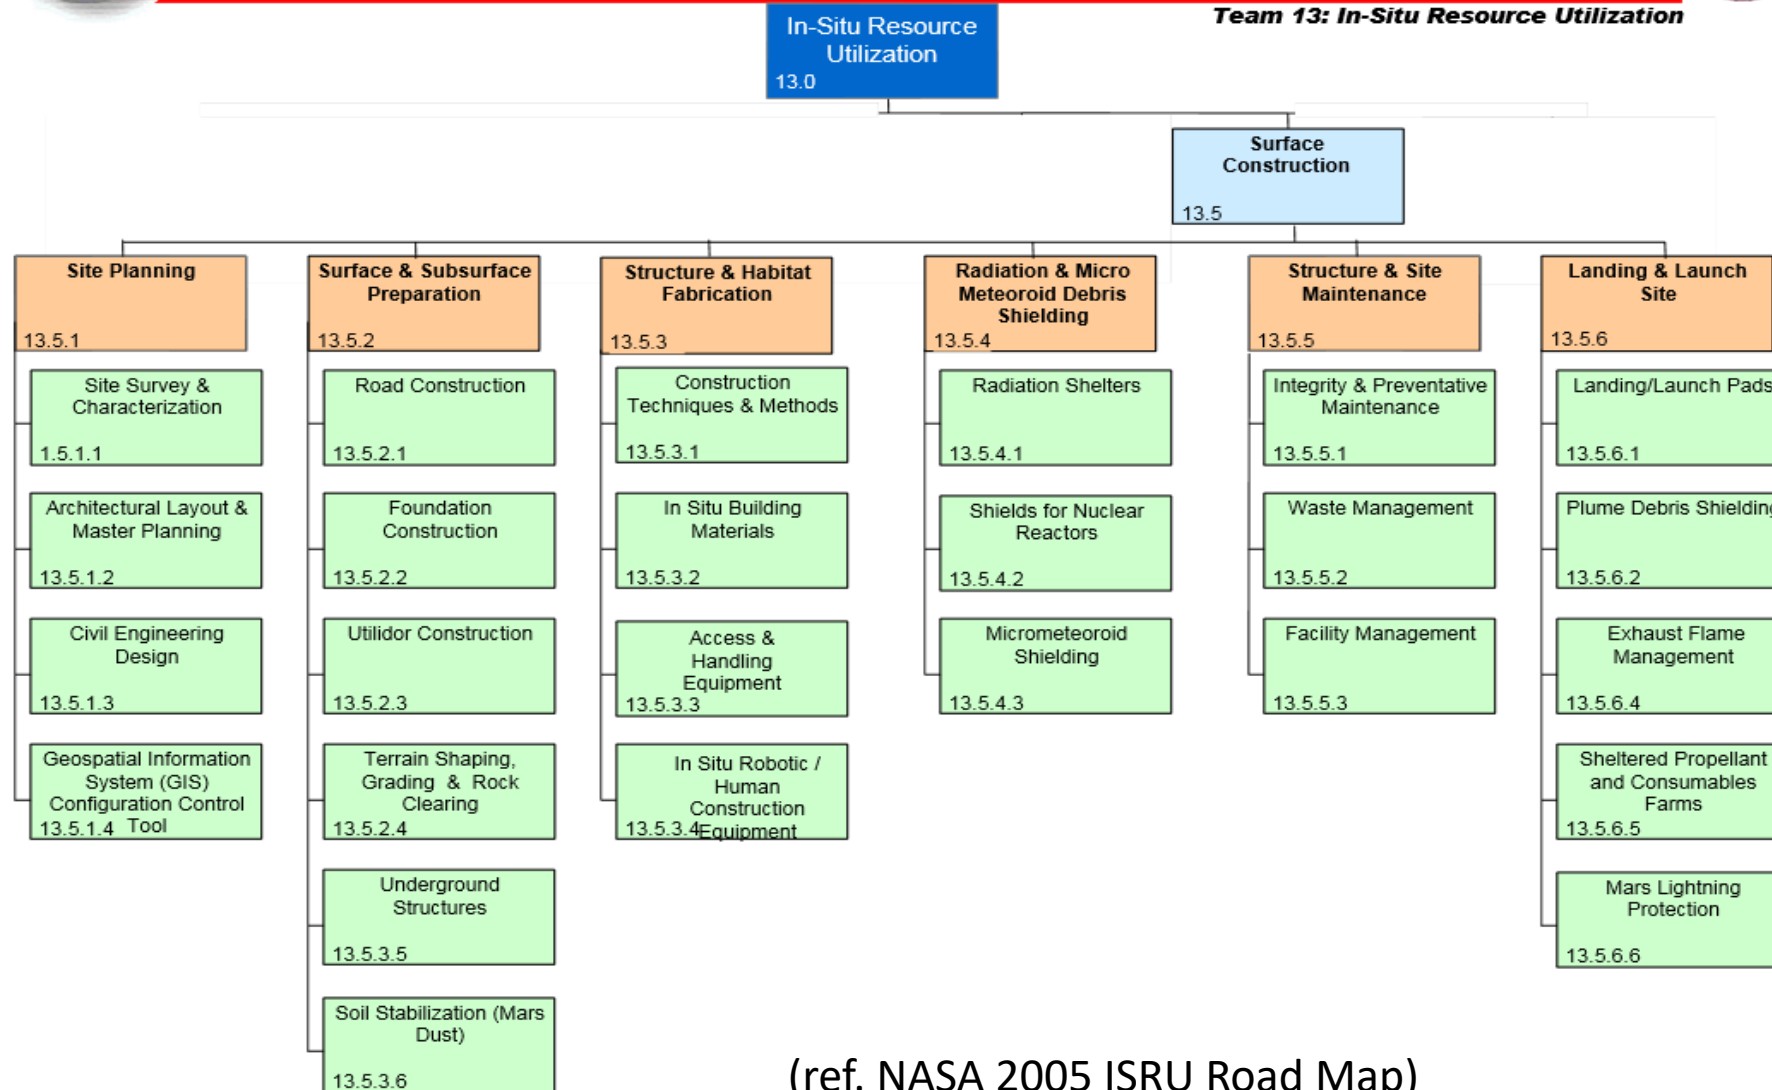 Team 13: In-Situ Resource Utilization
In-Situ Resource
Utilization
13.0
Surface
Construction
13.5
Site Planning
13.5.1
Surface & Subsurface
Preparation
13.5.2
Structure & Habitat
Fabrication
13.5.3
Radiation & Micro
Meteoroid Debris
Shielding
13.5.4
Structure & Site
Maintenance
13.5.5
Landing & Launch
Site
13.5.6
Site Survey &
Characterization
1.5.1.1
Architectural Layout &
Master Planning
13.5.1.2
Civil Engineering
Design
13.5.1.3
Geospatial Information
System (GIS)
Configuration Control
Tool
13.5.1.4
Road Construction
13.5.2.1
Foundation
Construction
13.5.2.2
Utilidor Construction
13.5.2.3
Terrain Shaping,
Grading & Rock
Clearing
13.5.2.4
Underground
Structures
13.5.3.5
Soil Stabilization (Mars
Dust)
13.5.3.6
Construction
Techniques & Methods
13.5.3.1
In Situ Building
Materials
13.5.3.2
Access &
Handling
Equipment
13.5.3.3
In Situ Robotic /
Human
Construction
Equipment
13.5.3.4
Radiation Shelters
13.5.4.1
Shields for Nuclear
Reactors
13.5.4.2
Micrometeoroid
Shielding
13.5.4.3
Integrity & Preventative
Maintenance
13.5.5.1
Waste Management
13.5.5.2
Facility Management
13.5.5.3
Landing/Launch Pads
13.5.6.1
Plume Debris Shielding
13.5.6.2
Exhaust Flame
Management
13.5.6.4
Sheltered Propellant
and Consumables
Farms
13.5.6.5
Mars Lightning
Protection
13.5.6.6
(ref. NASA 2005 ISRU Road Map)